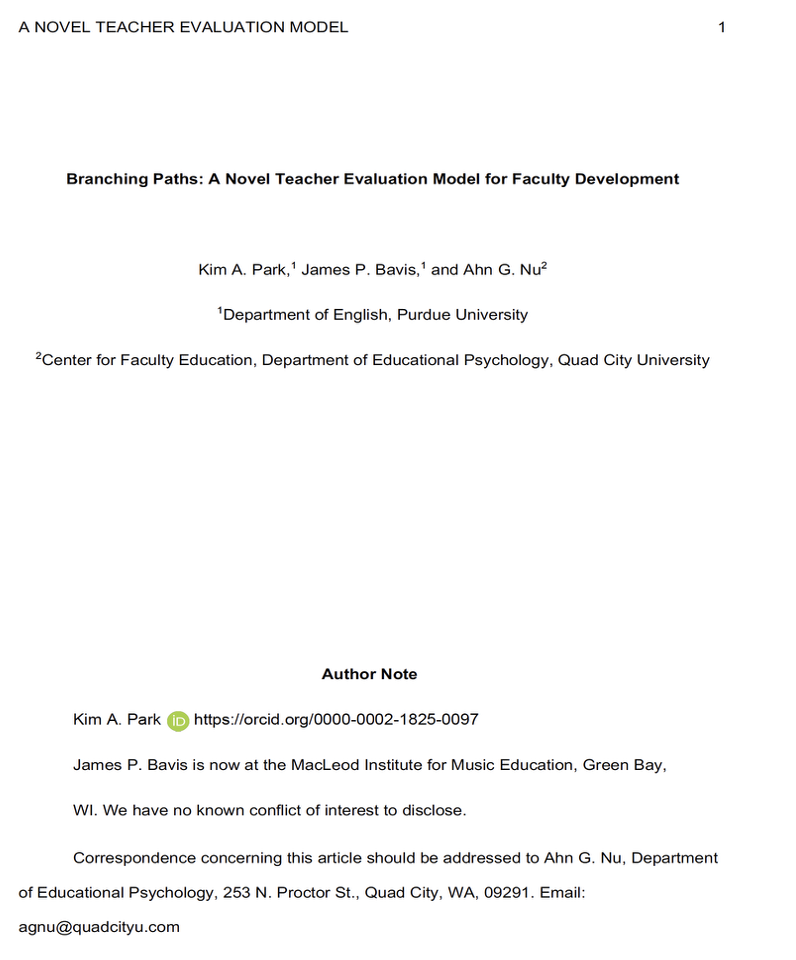 A NOVEL TEACHER EVALUATION MODEL 1
Branching Paths: A Novel Teacher Evaluation Model for Faculty Development
Kim A. Park,¹ James P. Bavis,¹ and Ahn G. Nu²
¹Department of English, Purdue University
²Center for Faculty Education, Department of Educational Psychology, Quad City University
Author Note
Kim A. Park iD https://orcid.org/0000-0002-1825-0097
James P. Bavis is now at the MacLeod Institute for Music Education, Green Bay,
WI. We have no known conflict of interest to disclose.
Correspondence concerning this article should be addressed to Ahn G. Nu, Department
of Educational Psychology, 253 N. Proctor St., Quad City, WA, 09291. Email:
agnu@quadcityu.com